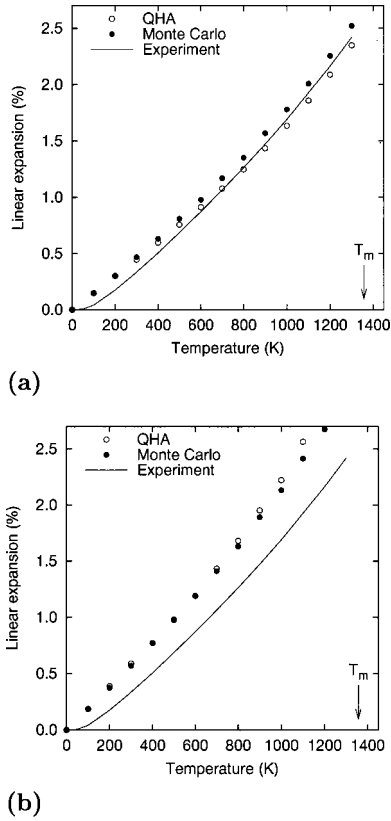 2.5
2.0
1.5
1.0
0.5
0.0
Linear expansion (%)
QHA
Monte Carlo
Experiment
Tm
0 200 400 600 800 1000 1200 1400
Temperature (K)
(a)
2.5
2.0
1.5
1.0
0.5
0.0
Linear expansion (%)
QHA
Monte Carlo
Experiment
Tm
0 200 400 600 800 1000 1200 1400
Temperature (K)
(b)